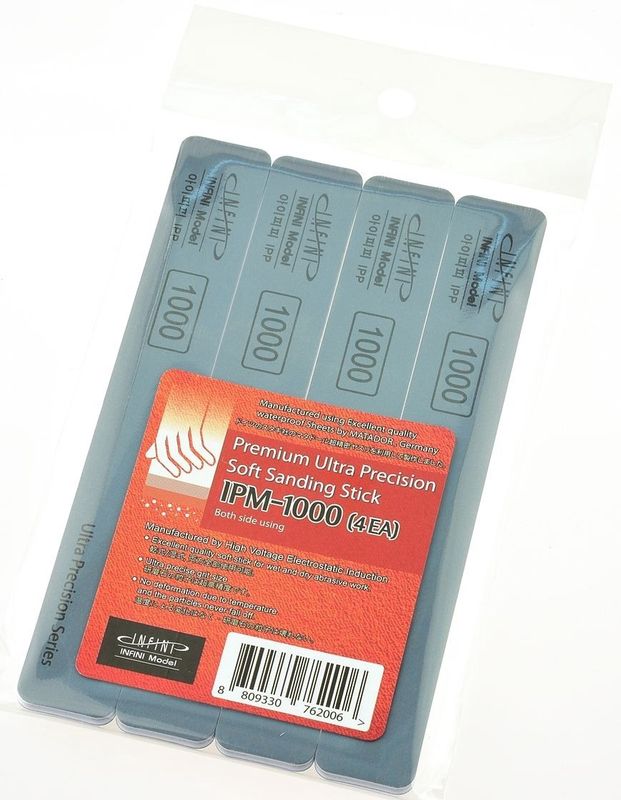 INFINI
INFINI Model
아이피피 IPP
1000
INFINI
INFINI Model
아이피피 IPP
1000
INFINI
INFINI Model
아이피피 IPP
1000
INFINI
INFINI Model
아이피피 IPP
1000
Ultra Precision Series
Manufactured using Excellent quality
waterproof Sheets by MATADOR, Germany
Premium Ultra Precision
Soft Sanding Stick
IPM-1000 (4EA)
Both side using
Manufactured by High Voltage Electrostatic Induction.
• Excellent quality soft stick for wet and dry abrasive work.
• Ultra-precise grit size
• No deformation due to temperature,
and the particles never fall off.
INFINI
INFINI Model
8 809330 762006 >